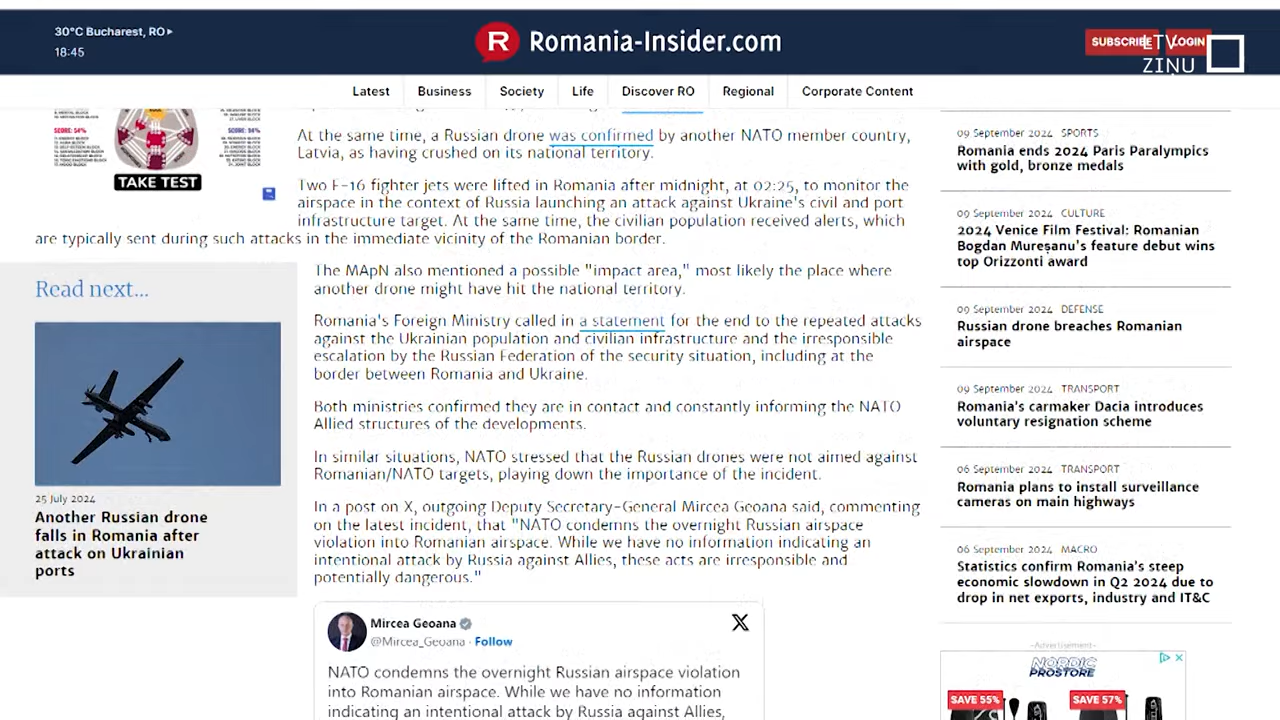 30°C Bucharest, RO
18:45
R Romania-Insider.com
SUBSCRIBE
LOGIN
LTV
ZIŅU
Latest
Business
Society
Life
Discover RO
Regional
Corporate Content
SCORE: 54%
SCORE: 94%
TAKE TEST
At the same time, a Russian drone was confirmed by another NATO member country,
Latvia, as having crushed on its national territory.
Two F-16 fighter jets were lifted in Romania after midnight, at 02:25, to monitor the
airspace in the context of Russia launching an attack against Ukraine's civil and port
infrastructure target. At the same time, the civilian population received alerts, which
are typically sent during such attacks in the immediate vicinity of the Romanian border.
Read next...
25 July 2024
Another Russian drone
falls in Romania after
attack on Ukrainian
ports
The MApN also mentioned a possible "impact area," most likely the place where
another drone might have hit the national territory.
Romania's Foreign Ministry called in a statement for the end to the repeated attacks
against the Ukrainian population and civilian infrastructure and the irresponsible
escalation by the Russian Federation of the security situation, including at the
border between Romania and Ukraine.
Both ministries confirmed they are in contact and constantly informing the NATO
Allied structures of the developments.
In similar situations, NATO stressed that the Russian drones were not aimed against
Romanian/NATO targets, playing down the importance of the incident.
In a post on X, outgoing Deputy Secretary-General Mircea Geoana said, commenting
on the latest incident, that "NATO condemns the overnight Russian airspace
violation into Romanian airspace. While we have no information indicating an
intentional attack by Russia against Allies, these acts are irresponsible and
potentially dangerous."
Mircea Geoana
@Mircea_Geoana · Follow
NATO condemns the overnight Russian airspace violation
into Romanian airspace. While we have no information
indicating an intentional attack by Russia against Allies,
09 September 2024 SPORTS
Romania ends 2024 Paris Paralympics
with gold, bronze medals
09 September 2024 CULTURE
2024 Venice Film Festival: Romanian
Bogdan Mureșanu's feature debut wins
top Orizzonti award
09 September 2024 DEFENSE
Russian drone breaches Romanian
airspace
09 September 2024 TRANSPORT
Romania's carmaker Dacia introduces
voluntary resignation scheme
06 September 2024 TRANSPORT
Romania plans to install surveillance
cameras on main highways
06 September 2024 MACRO
Statistics confirm Romania's steep
economic slowdown in Q2 2024 due to
drop in net exports, industry and IT&C
-Advertisement-
NORDIC
PROSTORE
SAVE 55%
SAVE 57%